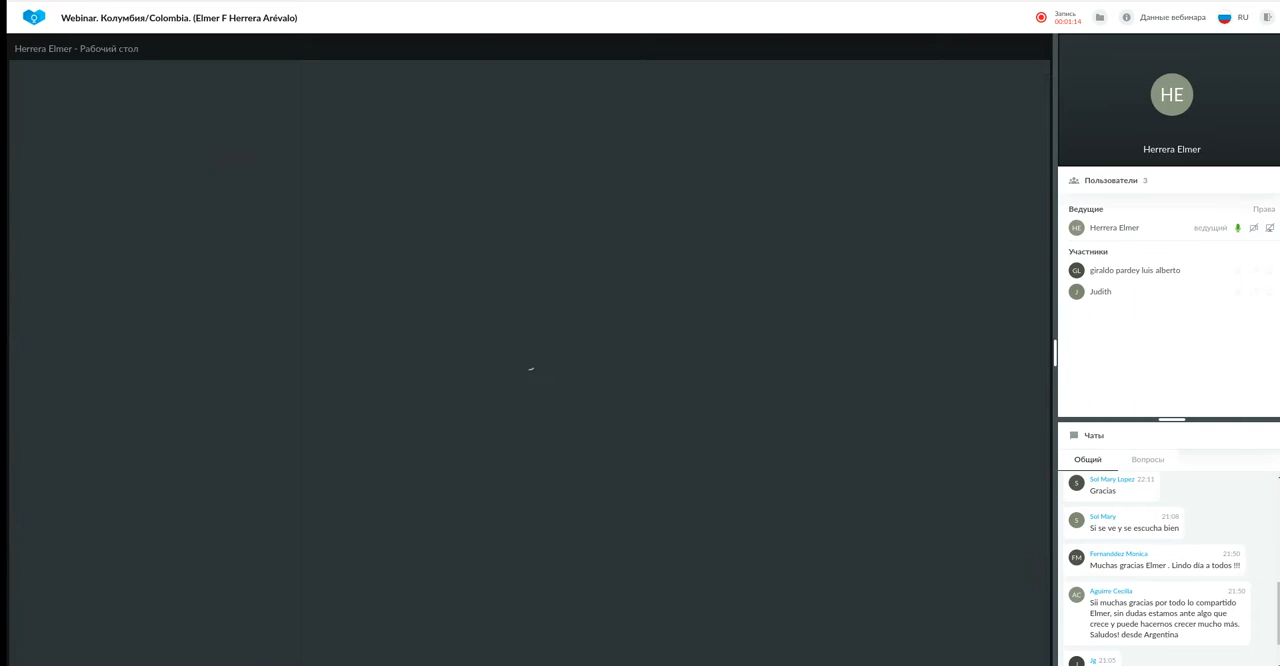 Webinar. Колумбия/Colombia. (Elmer F Herrera Arévalo)
Запись
00:01:14
Данные вебинара
RU
Herrera Elmer - Рабочий стол
HE
Herrera Elmer
Пользователи 3
Ведущие Права
HE Herrera Elmer ведущий
Участники
GL giraldo pardey luis alberto
J Judith
Чаты
Общий Вопросы
S Sol Mary Lopez 22:11
Gracias
S Sol Mary 21:08
Si se ve y se escucha bien
FM Fernanddez Monica 21:50
Muchas gracias Elmer . Lindo día a todos !!!
AC Aguirre Cecilia 21:50
Sii muchas gracias por todo lo compartido
Elmer, sin dudas estamos ante algo que
crece y puede hacernos crecer mucho más.
Saludos! desde Argentina
J Jg 21:05